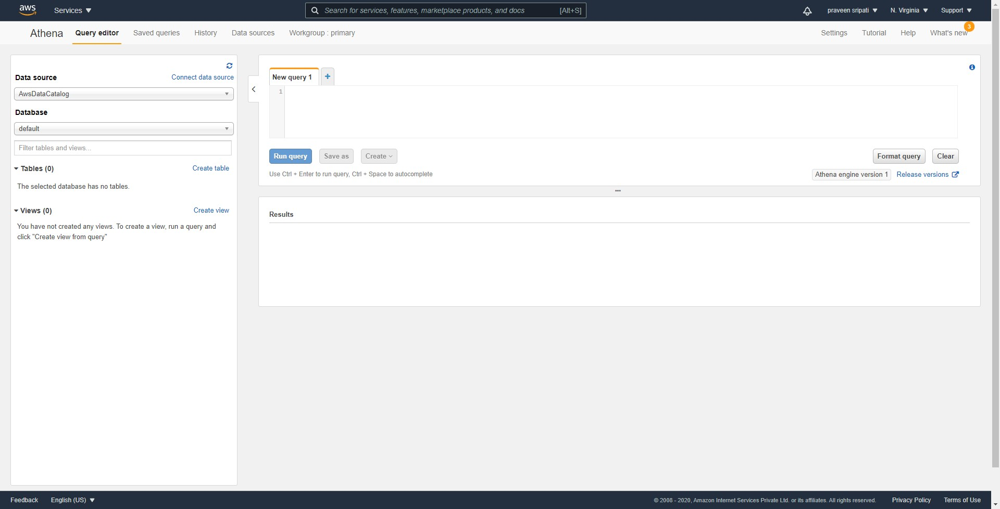 aws
Services
Search for services, features, marketplace products, and docs [Alt+S]
praveen sripati
N. Virginia
Support
Athena
Query editor
Saved queries
History
Data sources
Workgroup : primary
Settings
Tutorial
Help
What's new
3
Data source
Connect data source
AwsDataCatalog
Database
default
Filter tables and views...
Tables (0)
Create table
The selected database has no tables.
Views (0)
Create view
You have not created any views. To create a view, run a query and
click "Create view from query"
New query 1
+
1
Run query
Save as
Create
Format query
Clear
Use Ctrl + Enter to run query, Ctrl + Space to autocomplete
Athena engine version 1
Release versions
Results
Feedback
English (US)
© 2008 - 2020, Amazon Internet Services Private Ltd. or its affiliates. All rights reserved.
Privacy Policy
Terms of Use